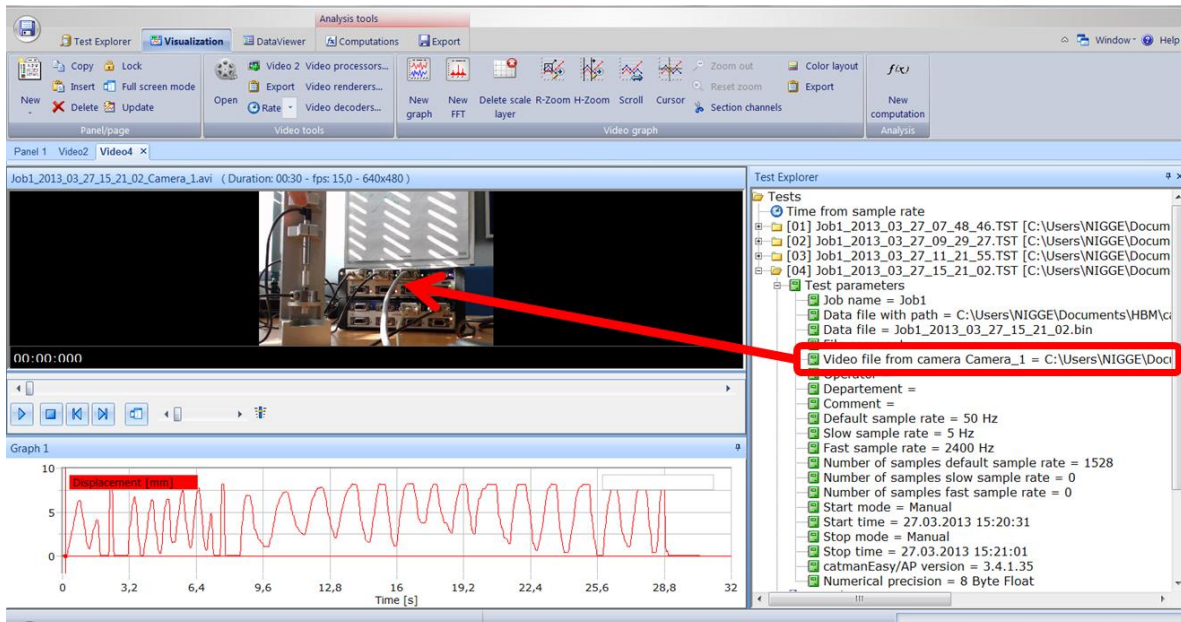 Analysis tools
Test Explorer Visualization DataViewer Computations Export Window Help
Copy Lock Video 2 Video processors... Zoom out Color layout f(x)
Insert Full screen mode Export Video renderers... Reset zoom Export
New Delete Update Open Rate Video decoders... New graph New FFT Delete scale layer R-Zoom H-Zoom Scroll Cursor Section channels New computation
Panel/page Video tools Video graph Analysis
Panel 1 Video2 Video4
Job1_2013_03_27_15_21_02_Camera_1.avi ( Duration: 00:30 - fps: 15,0 - 640x480 )
00:00:000
Graph 1
Displacement [mm]
10
5
0
0 3,2 6,4 9,6 12,8 16 19,2 22,4 25,6 28,8 32
Time [s]
Test Explorer
Tests
Time from sample rate
[01] Job1_2013_03_27_07_48_46.TST [C:\Users\NIGGE\Docum
[02] Job1_2013_03_27_09_29_27.TST [C:\Users\NIGGE\Docum
[03] Job1_2013_03_27_11_21_55.TST [C:\Users\NIGGE\Docum
[04] Job1_2013_03_27_15_21_02.TST [C:\Users\NIGGE\Docum
Test parameters
Job name = Job1
Data file with path = C:\Users\NIGGE\Documents\HBM\ca
Data file = Job1_2013_03_27_15_21_02.bin
Video file from camera Camera_1 = C:\Users\NIGGE\Docu
Operator
Departement =
Comment =
Default sample rate = 50 Hz
Slow sample rate = 5 Hz
Fast sample rate = 2400 Hz
Number of samples default sample rate = 1528
Number of samples slow sample rate = 0
Number of samples fast sample rate = 0
Start mode = Manual
Start time = 27.03.2013 15:20:31
Stop mode = Manual
Stop time = 27.03.2013 15:21:01
catmanEasy/AP version = 3.4.1.35
Numerical precision = 8 Byte Float